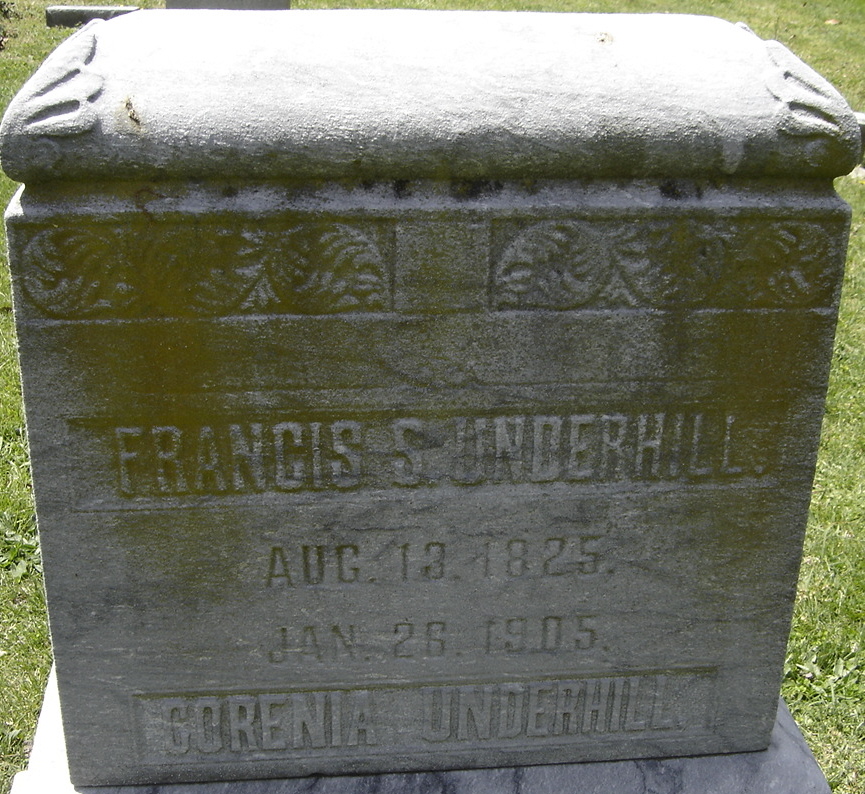 FRANCIS S. UNDERHILL.
AUG. 13. 1825.
JAN. 26. 1905.
CORENIA UNDERHILL.